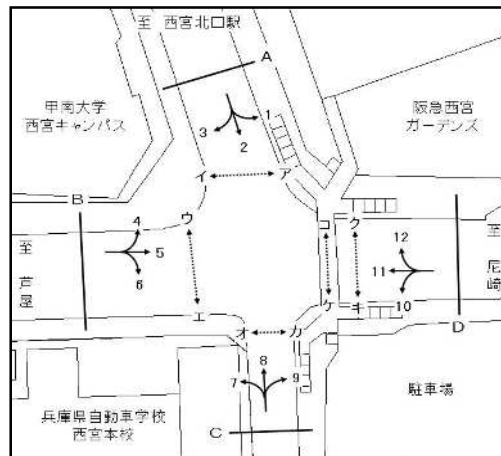 至 西宮北口駅
A
甲南大学
西宮キャンパス
阪急西宮
ガーデンズ
1
3
2
イ
ア
B
ウ
コ
ク
4
5
6
12
11
10
至 芦屋
至 尼崎
エ
オ
カ
ケ
キ
D
8
7
9
駐車場
兵庫県自動車学校
西宮本校
C